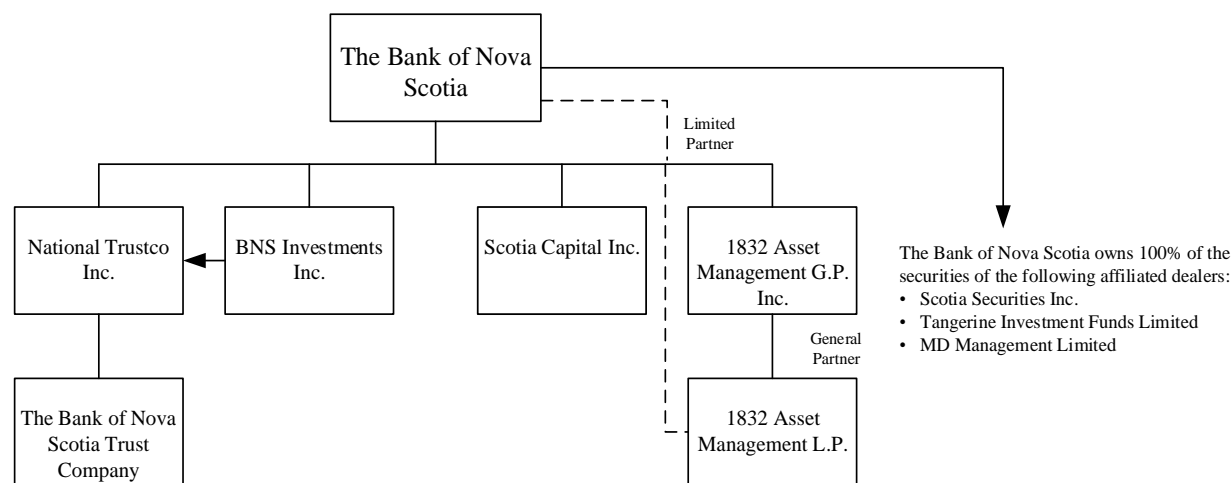 The Bank of Nova
Scotia
Limited
Partner
National Trustco
Inc.
BNS Investments
Inc.
Scotia Capital Inc.
1832 Asset
Management G.P.
Inc.
The Bank of Nova Scotia owns 100% of the
securities of the following affiliated dealers:
• Scotia Securities Inc.
• Tangerine Investment Funds Limited
• MD Management Limited
General
Partner
The Bank of Nova
Scotia Trust
Company
1832 Asset
Management L.P.